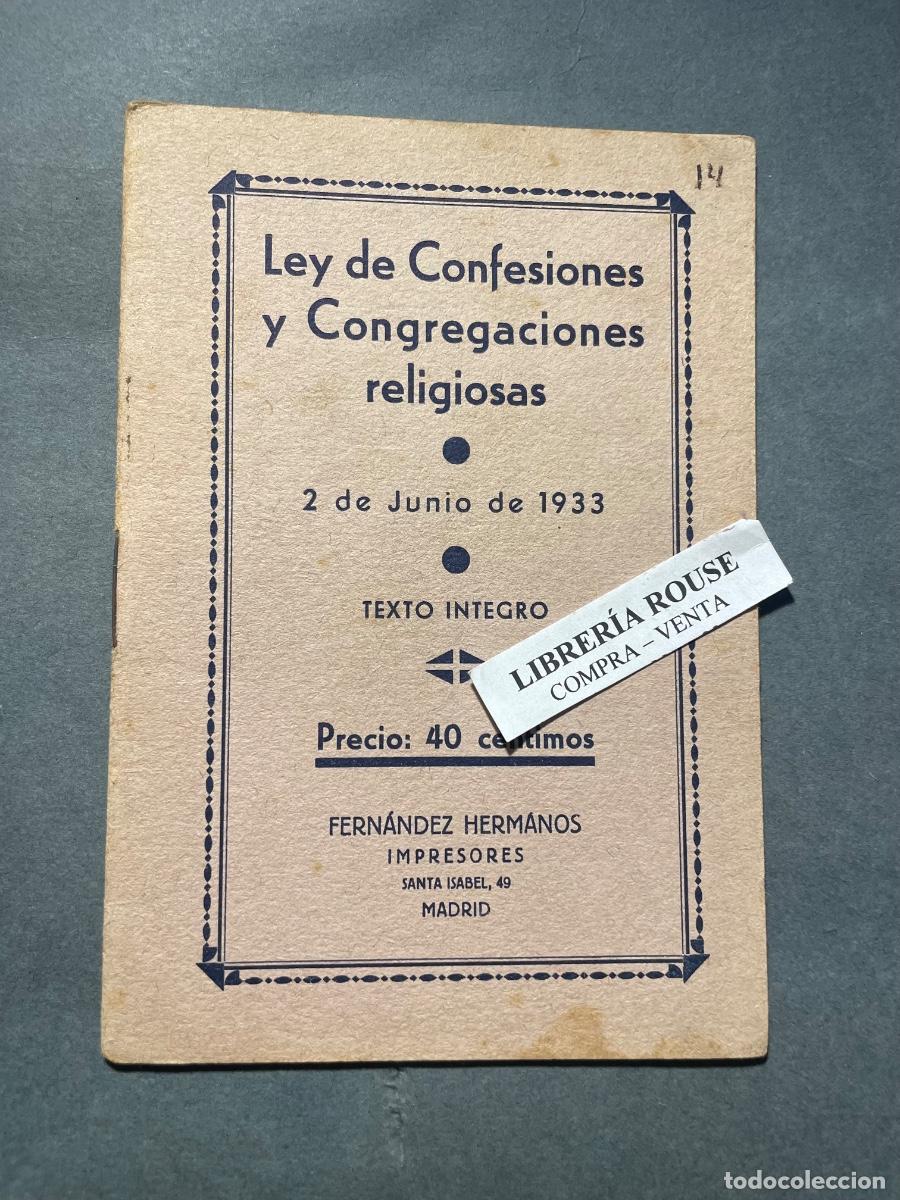 14
Ley de Confesiones
y Congregaciones
religiosas
2 de Junio de 1933
TEXTO INTEGRO
LIBRERÍA ROUSE
COMPRA – VENTA
Precio: 40 centimos
FERNÁNDEZ HERMANOS
IMPRESORES
SANTA ISABEL, 49
MADRID
todocoleccion